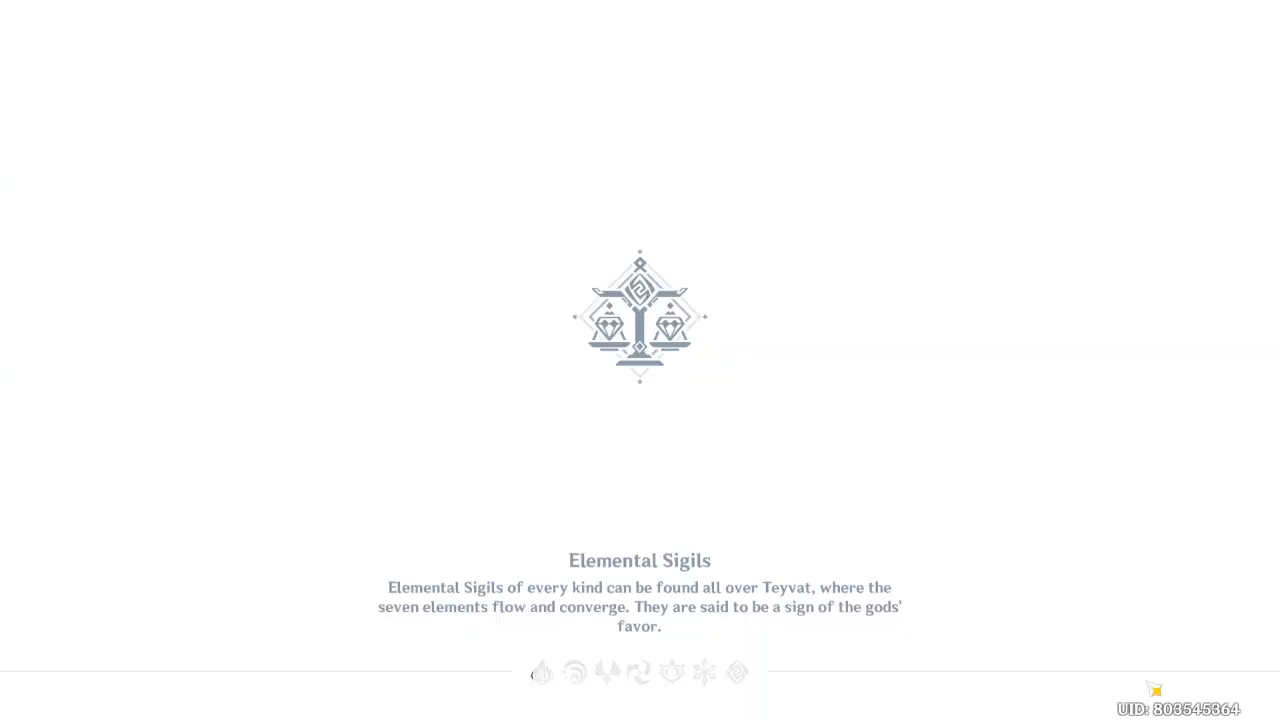 Elemental Sigils
Elemental Sigils of every kind can be found all over Teyvat, where the
seven elements flow and converge. They are said to be a sign of the gods'
favor.
UID: 803545364